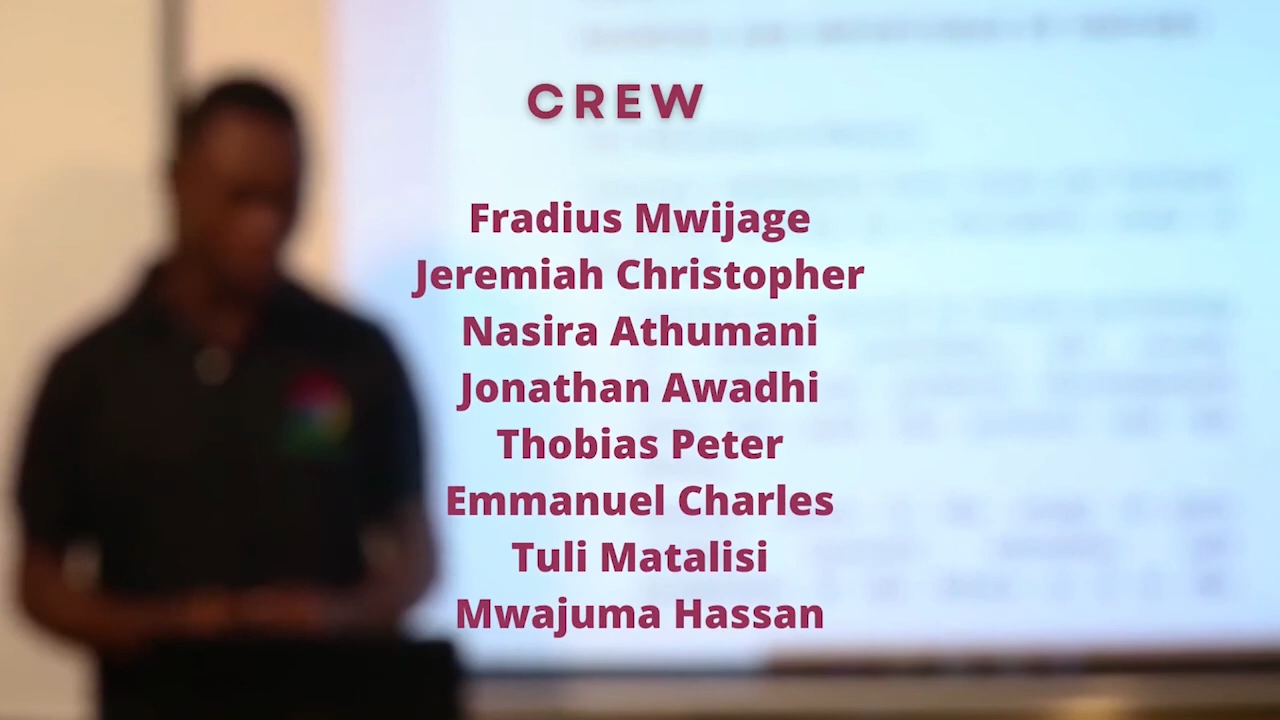 CREW
Fradius Mwijage
Jeremiah Christopher
Nasira Athumani
Jonathan Awadhi
Thobias Peter
Emmanuel Charles
Tuli Matalisi
Mwajuma Hassan